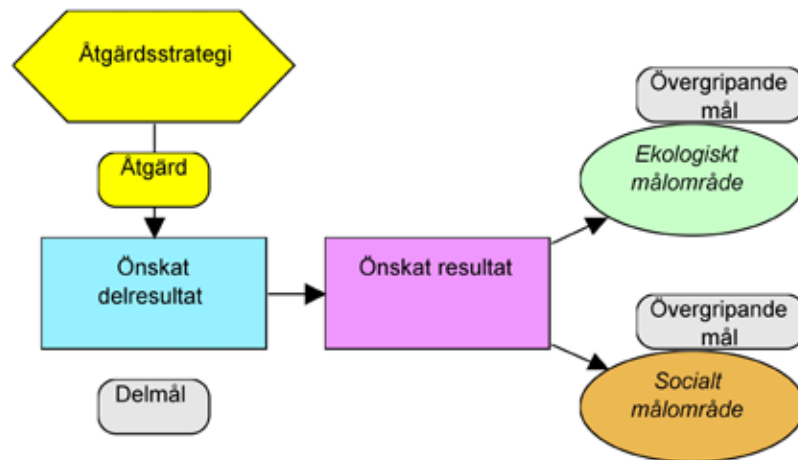 Åtgärdsstrategi
Åtgärd
Önskat
delresultat
Delmål
Önskat resultat
Övergripande
mål
Ekologiskt
målområde
Övergripande
mål
Socialt
målområde